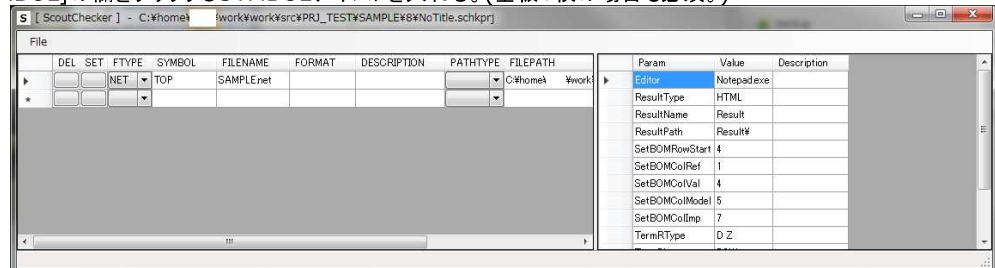 [ ScoutChecker ] - C:¥home¥ ¥work¥work¥src¥PRJ_TEST¥SAMPLE¥8¥NoTitle.schkprj
File
DEL SET FTYPE SYMBOL FILENAME FORMAT DESCRIPTION PATHTYPE FILEPATH
NET TOP SAMPLE.net C:¥home¥ ¥work¥
Param Value Description
Editor Notepad.exe
ResultType HTML
ResultName Result
ResultPath Result¥
SetBOMRowStart 4
SetBOMColRef 1
SetBOMColVal 4
SetBOMColModel 5
SetBOMColImp 7
TermRType D Z